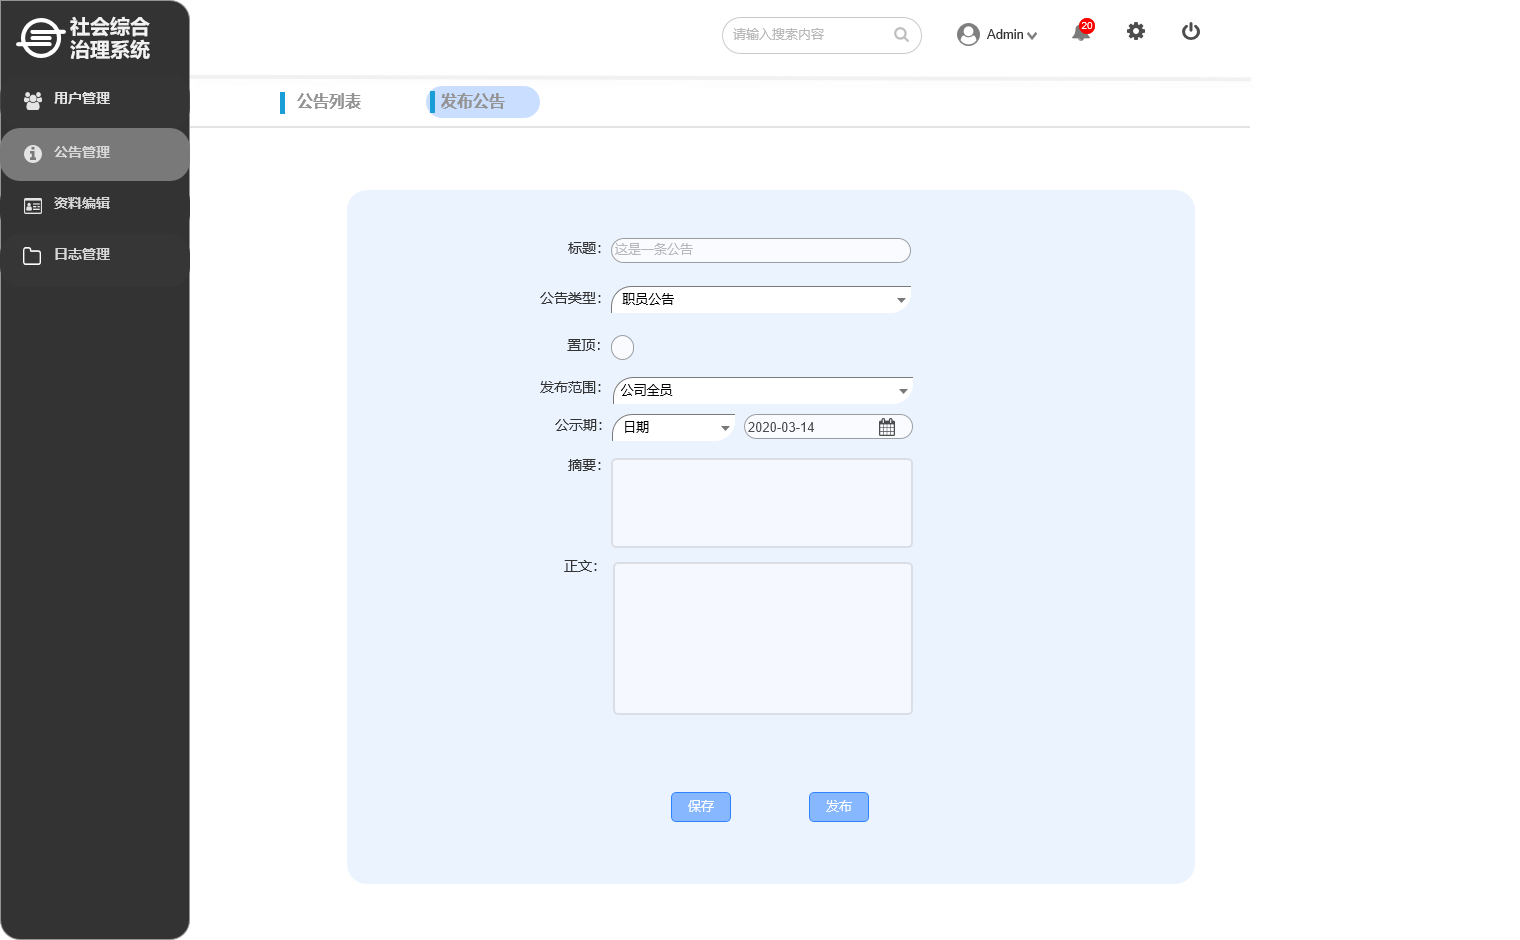 社会综合
治理系统
请输入搜索内容
Admin
20
用户管理
公告管理
资料编辑
日志管理
公告列表
发布公告
标题：
这是一条公告
公告类型：
职员公告
置顶：
发布范围：
公司全员
公示期：
日期
2020-03-14
摘要：
正文：
保存
发布